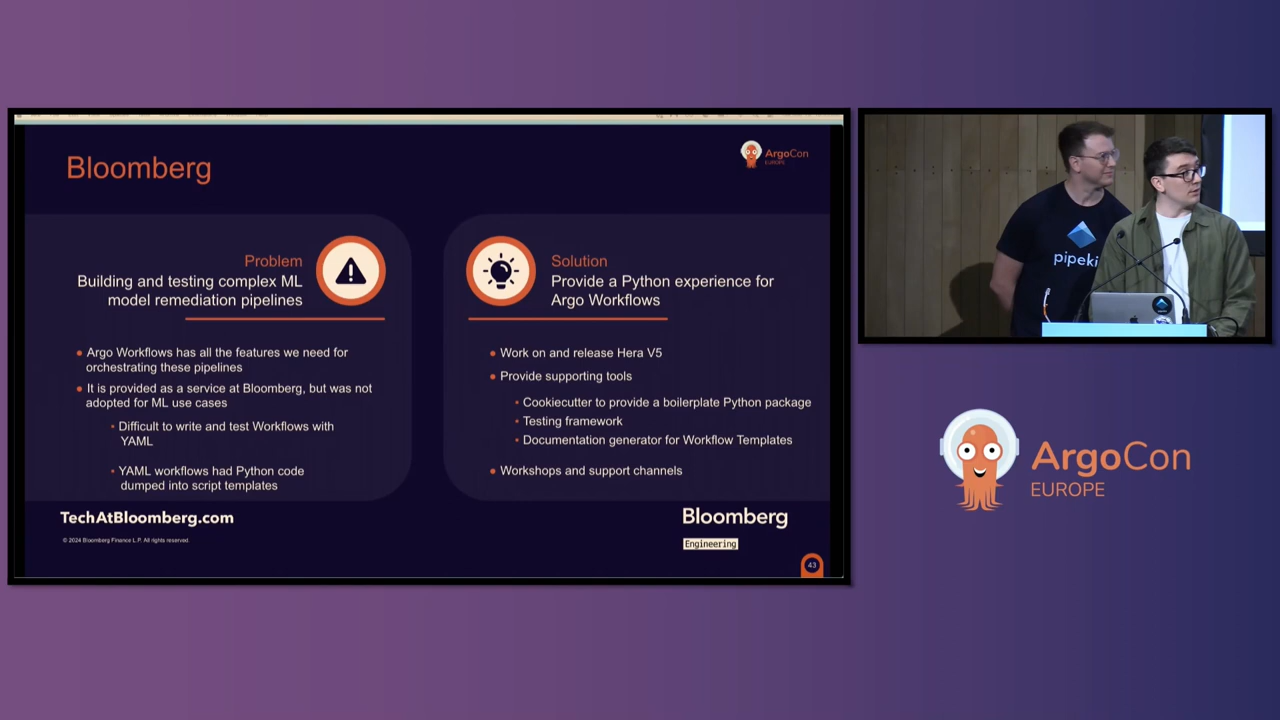 Bloomberg
ArgoCon
EUROPE
Problem
Building and testing complex ML
model remediation pipelines
• Argo Workflows has all the features we need for
orchestrating these pipelines
• It is provided as a service at Bloomberg, but was not
adopted for ML use cases
• Difficult to write and test Workflows with
YAML
• YAML workflows had Python code
dumped into script templates
Solution
Provide a Python experience for
Argo Workflows
• Work on and release Hera V5
• Provide supporting tools
• Cookiecutter to provide a boilerplate Python package
• Testing framework
• Documentation generator for Workflow Templates
• Workshops and support channels
TechAtBloomberg.com
© 2024 Bloomberg Finance L.P. All rights reserved.
Bloomberg
Engineering
43
pipeki
ArgoCon
EUROPE